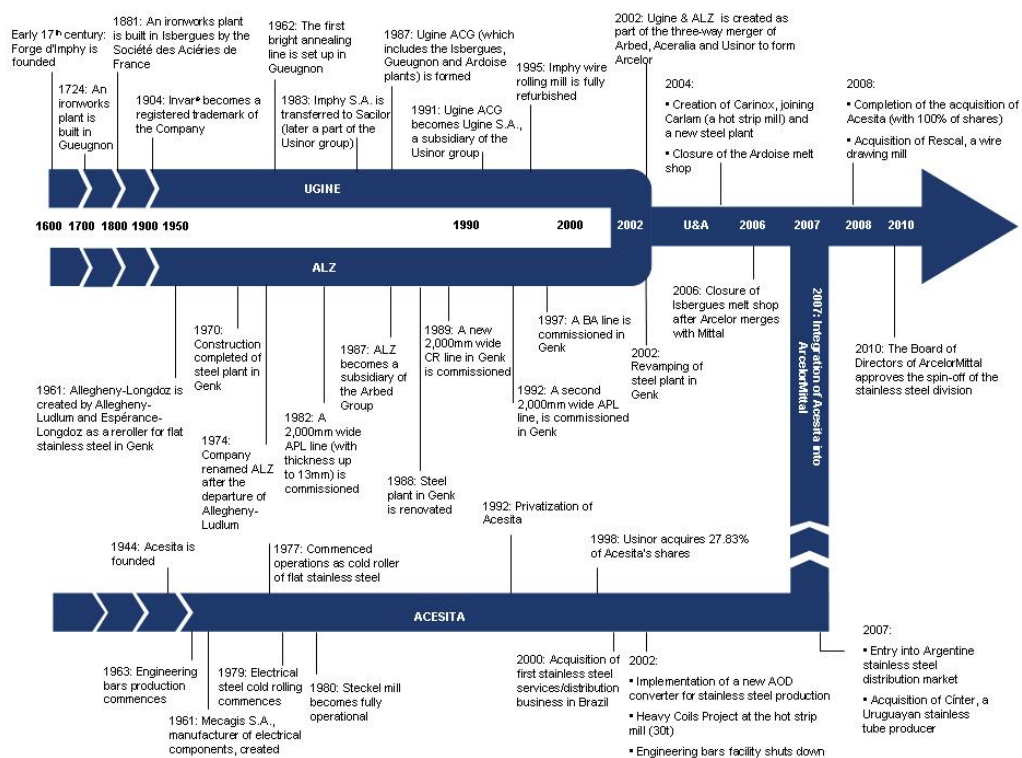 Early 17th century:
Forge d'Imphy is
founded
1724: An
ironworks
plant is
built in
Gueugnon
1881: An ironworks plant
is built in Isbergues by the
Société des Aciéries de
France
1904: Invar® becomes a
registered trademark of
the Company
1962: The first
bright annealing
line is set up in
Gueugnon
1983: Imphy S.A. is
transferred to Sacilor
(later a part of the
Usinor group)
1987: Ugine ACG (which
includes the Isbergues,
Gueugnon and Ardoise
plants) is formed
1991: Ugine ACG
becomes Ugine S.A.,
a subsidiary of the
Usinor group
1995: Imphy wire
rolling mill is fully
refurbished
2002: Ugine & ALZ is created as
part of the three-way merger of
Arbed, Aceralia and Usinor to form
Arcelor
2004:
▪ Creation of Carinox, joining
Carlam (a hot strip mill) and
a new steel plant
▪ Closure of the Ardoise melt
shop
2008:
▪ Completion of the acquisition of
Acesita (with 100% of shares)
▪ Acquisition of Rescal, a wire
drawing mill
UGINE
1600 1700 1800 1900 1950 1990 2000 2002 U&A 2006 2007 2008 2010
ALZ
1961: Allegheny-Longdoz is
created by Allegheny-
Ludlum and Espérance-
Longdoz as a reroller for flat
stainless steel in Genk
1970:
Construction
completed of
steel plant in
Genk
1974:
Company
renamed ALZ
after the
departure of
Allegheny-
Ludlum
1982: A
2,000mm wide
APL line (with
thickness up
to 13mm) is
commissioned
1987: ALZ
becomes a
subsidiary of
the Arbed
Group
1988: Steel
plant in Genk
is renovated
1989: A new
2,000mm wide
CR line in Genk
is commissioned
1992: A second
2,000mm wide APL
line, is commissioned
in Genk
1997: A BA line is
commissioned in
Genk
2002:
Revamping of
steel plant in
Genk
2006: Closure of
Isbergues melt shop
after Arcelor merges
with Mittal
2007: Integration of Acesita into
ArcelorMittal
2010: The Board of
Directors of ArcelorMittal
approves the spin-off of the
stainless steel division
1944: Acesita is
founded
1977: Commenced
operations as cold roller
of flat stainless steel
1992: Privatization of
Acesita
1998: Usinor acquires 27.83%
of Acesita's shares
ACESITA
1963: Engineering
bars production
commences
1961: Mecagis S.A.,
manufacturer of electrical
components, created
1979: Electrical
steel cold rolling
commences
1980: Steckel mill
becomes fully
operational
2000: Acquisition of
first stainless steel
services/distribution
business in Brazil
2002:
▪ Implementation of a new AOD
converter for stainless steel production
▪ Heavy Coils Project at the hot strip
mill (30t)
▪ Engineering bars facility shuts down
2007:
▪ Entry into Argentine
stainless steel
distribution market
▪ Acquisition of Cínter, a
Uruguayan stainless
tube producer